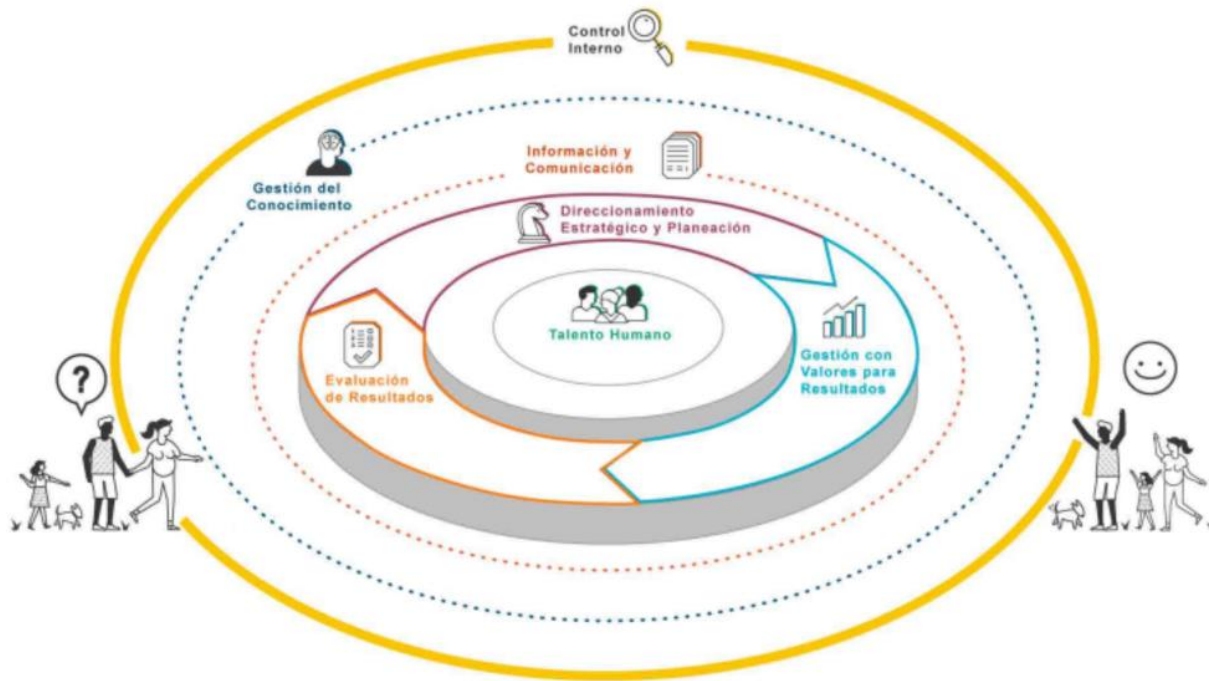 Control
Interno
Información y
Comunicación
Gestión del
Conocimiento
Direccionamiento
Estratégico y Planeación
Talento Humano
Gestión con
Valores para
Resultados
Evaluación
de Resultados
?